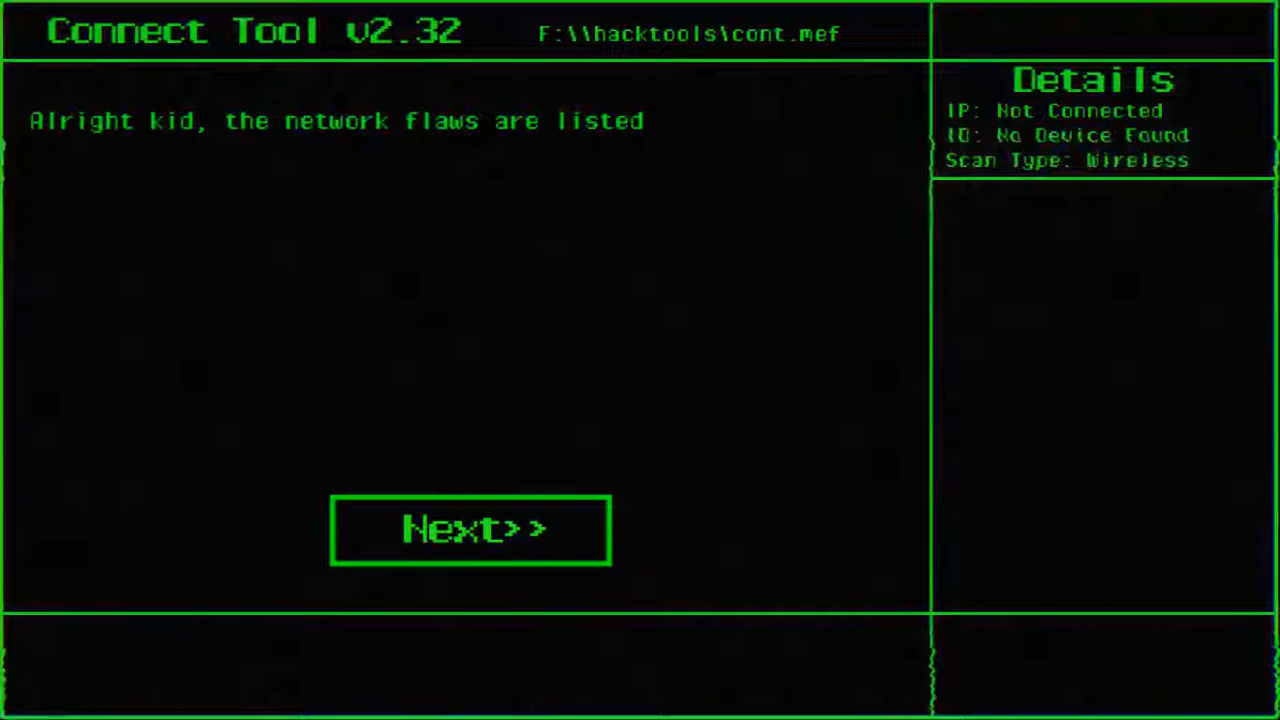 Connect Tool v2.32
F:\\hacktools\cont.mef
Details
IP: Not Connected
ID: No Device Found
Scan Type: Wireless
Alright kid, the network flaws are listed
Next>>